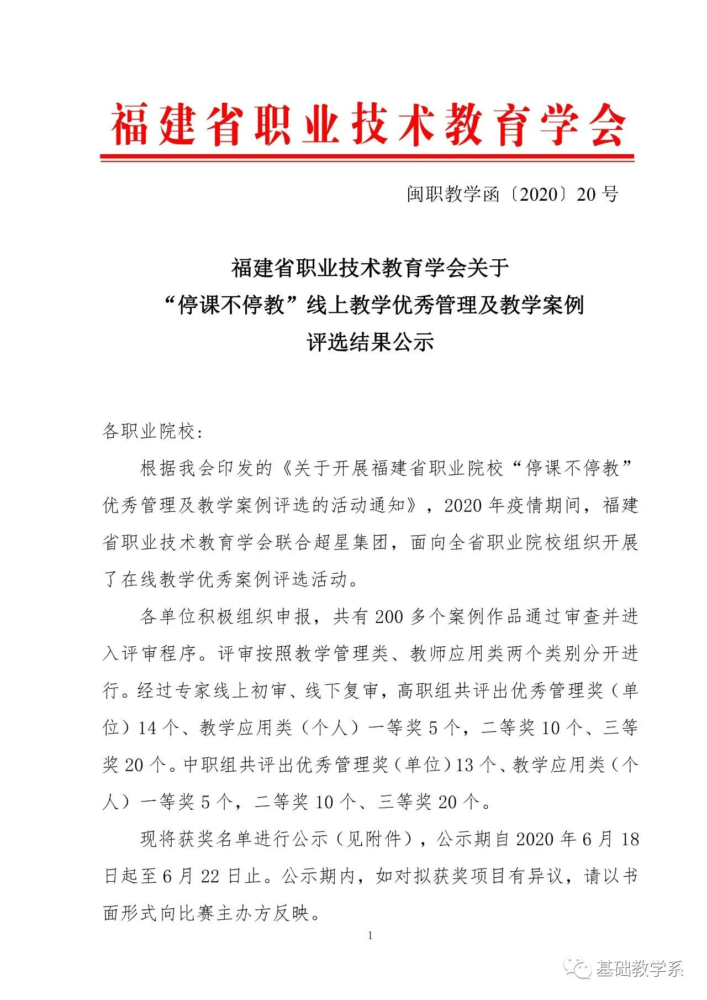 福建省职业技术教育学会
闽职教学函〔2020〕20 号
福建省职业技术教育学会关于
“停课不停教”线上教学优秀管理及教学案例
评选结果公示
各职业院校:
根据我会印发的《关于开展福建省职业院校“停课不停教”
优秀管理及教学案例评选的活动通知》，2020 年疫情期间，福建
省职业技术教育学会联合超星集团，面向全省职业院校组织开展
了在线教学优秀案例评选活动。
各单位积极组织申报，共有 200 多个案例作品通过审查并进
入评审程序。评审按照教学管理类、教师应用类两个类别分开进
行。经过专家线上初审、线下复审，高职组共评出优秀管理奖（单
位）14 个、教学应用类（个人）一等奖 5 个，二等奖 10 个、三等
奖 20 个。中职组共评出优秀管理奖（单位）13 个、教学应用类（个
人）一等奖 5 个，二等奖 10 个、三等奖 20 个。
现将获奖名单进行公示（见附件），公示期自 2020 年 6 月 18
日起至 6 月 22 日止。公示期内，如对拟获奖项目有异议，请以书
面形式向比赛主办方反映。
1
基础教学系